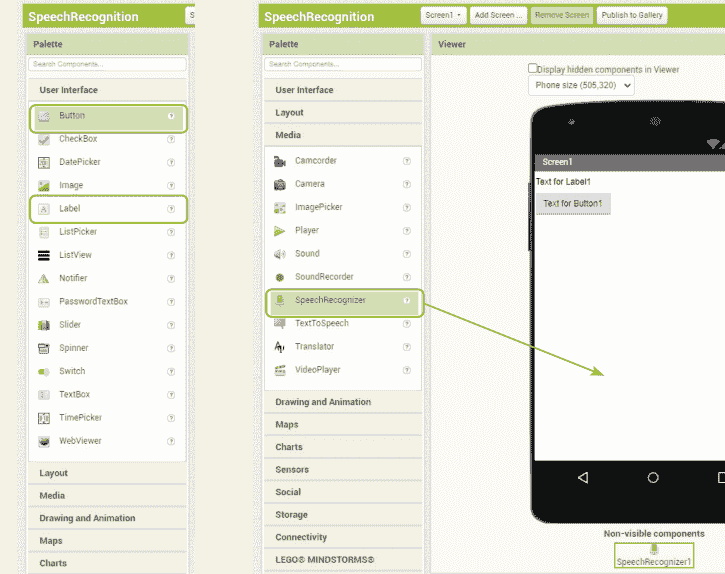 SpeechRecognition
S
Palette
Search Components...
User Interface
Button
CheckBox
DatePicker
Image
Label
ListPicker
ListView
Notifier
PasswordTextBox
Slider
Spinner
Switch
TextBox
TimePicker
WebViewer
Layout
Media
Drawing and Animation
Maps
Charts
SpeechRecognition
Screen1
Add Screen ...
Remove Screen
Publish to Gallery
Palette
Search Components...
User Interface
Layout
Media
Camcorder
Camera
ImagePicker
Player
Sound
SoundRecorder
SpeechRecognizer
TextToSpeech
Translator
VideoPlayer
Drawing and Animation
Maps
Charts
Sensors
Social
Storage
Connectivity
LEGO® MINDSTORMS®
Viewer
Display hidden components in Viewer
Phone size (505,320)
Screen1
Text for Label1
Text for Button1
Non-visible components
SpeechRecognizer1